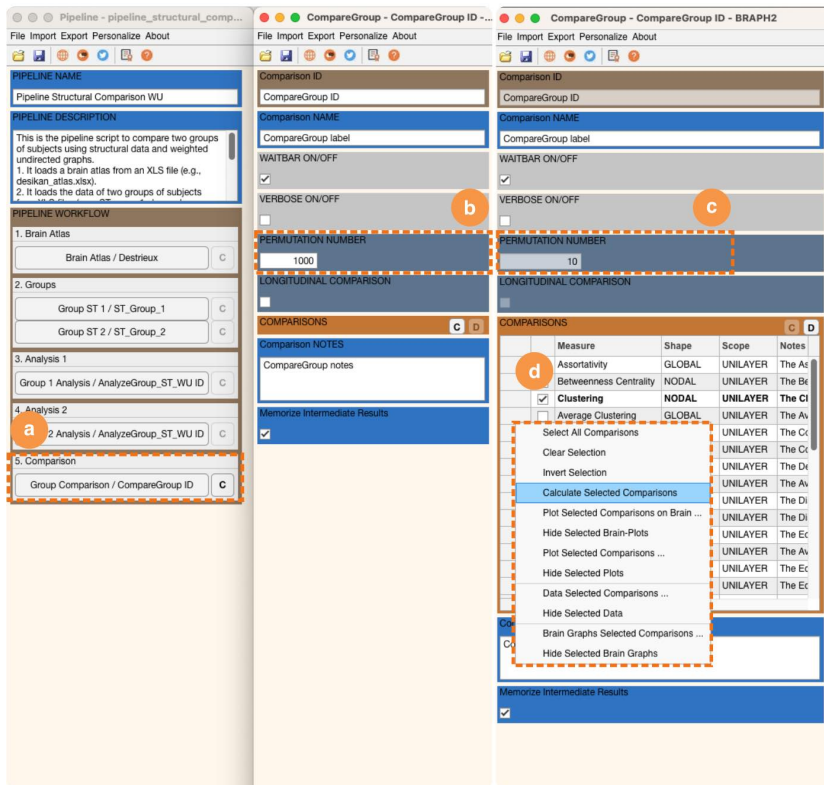 Pipeline - pipeline_structural_comp...
File Import Export Personalize About
PIPELINE NAME
Pipeline Structural Comparison WU
PIPELINE DESCRIPTION
This is the pipeline script to compare two groups
of subjects using structural data and weighted
undirected graphs.
1. It loads a brain atlas from an XLS file (e.g.,
desikan_atlas.xlsx).
2. It loads the data of two groups of subjects
PIPELINE WORKFLOW
1. Brain Atlas
Brain Atlas / Destrieux C
2. Groups
Group ST 1 / ST_Group_1 C
Group ST 2 / ST_Group_2 C
3. Analysis 1
Group 1 Analysis / AnalyzeGroup_ST_WU ID C
4. Analysis 2
a
2 Analysis / AnalyzeGroup_ST_WU ID C
5. Comparison
Group Comparison / CompareGroup ID C
CompareGroup - CompareGroup ID -...
File Import Export Personalize About
Comparison ID
CompareGroup ID
Comparison NAME
CompareGroup label
WAITBAR ON/OFF
VERBOSE ON/OFF
b
PERMUTATION NUMBER
1000
LONGITUDINAL COMPARISON
COMPARISONS C D
Comparison NOTES
CompareGroup notes
Memorize Intermediate Results
CompareGroup - CompareGroup ID - BRAPH2
File Import Export Personalize About
Comparison ID
CompareGroup ID
Comparison NAME
CompareGroup label
WAITBAR ON/OFF
VERBOSE ON/OFF
c
PERMUTATION NUMBER
10
LONGITUDINAL COMPARISON
COMPARISONS C D
Measure Shape Scope Notes
d
Assortativity GLOBAL UNILAYER The As
Betweenness Centrality NODAL UNILAYER The Be
Clustering NODAL UNILAYER The Cl
Average Clustering GLOBAL UNILAYER The Av
Select All Comparisons UNILAYER The Co
Clear Selection UNILAYER The Co
Invert Selection UNILAYER The De
Calculate Selected Comparisons UNILAYER The Av
Plot Selected Comparisons on Brain ... UNILAYER The Di
Hide Selected Brain-Plots UNILAYER The Di
Plot Selected Comparisons ... UNILAYER The Ec
Hide Selected Plots UNILAYER The Av
Data Selected Comparisons ... UNILAYER The Ec
Hide Selected Data UNILAYER The Ec
Brain Graphs Selected Comparisons ...
Hide Selected Brain Graphs
Memorize Intermediate Results